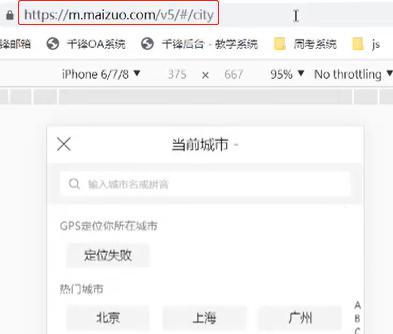 https://m.maizuo.com/v5/#/city
锋邮箱 千锋OA系统 千锋后台 - 教学系统 周考系统 js
iPhone 6/7/8 ▼ 375 × 667 95% ▼ No throttling ▼
当前城市 -
输入城市名或拼音
GPS定位你所在城市
定位失败
热门城市
北京 上海 广州
A
B
C